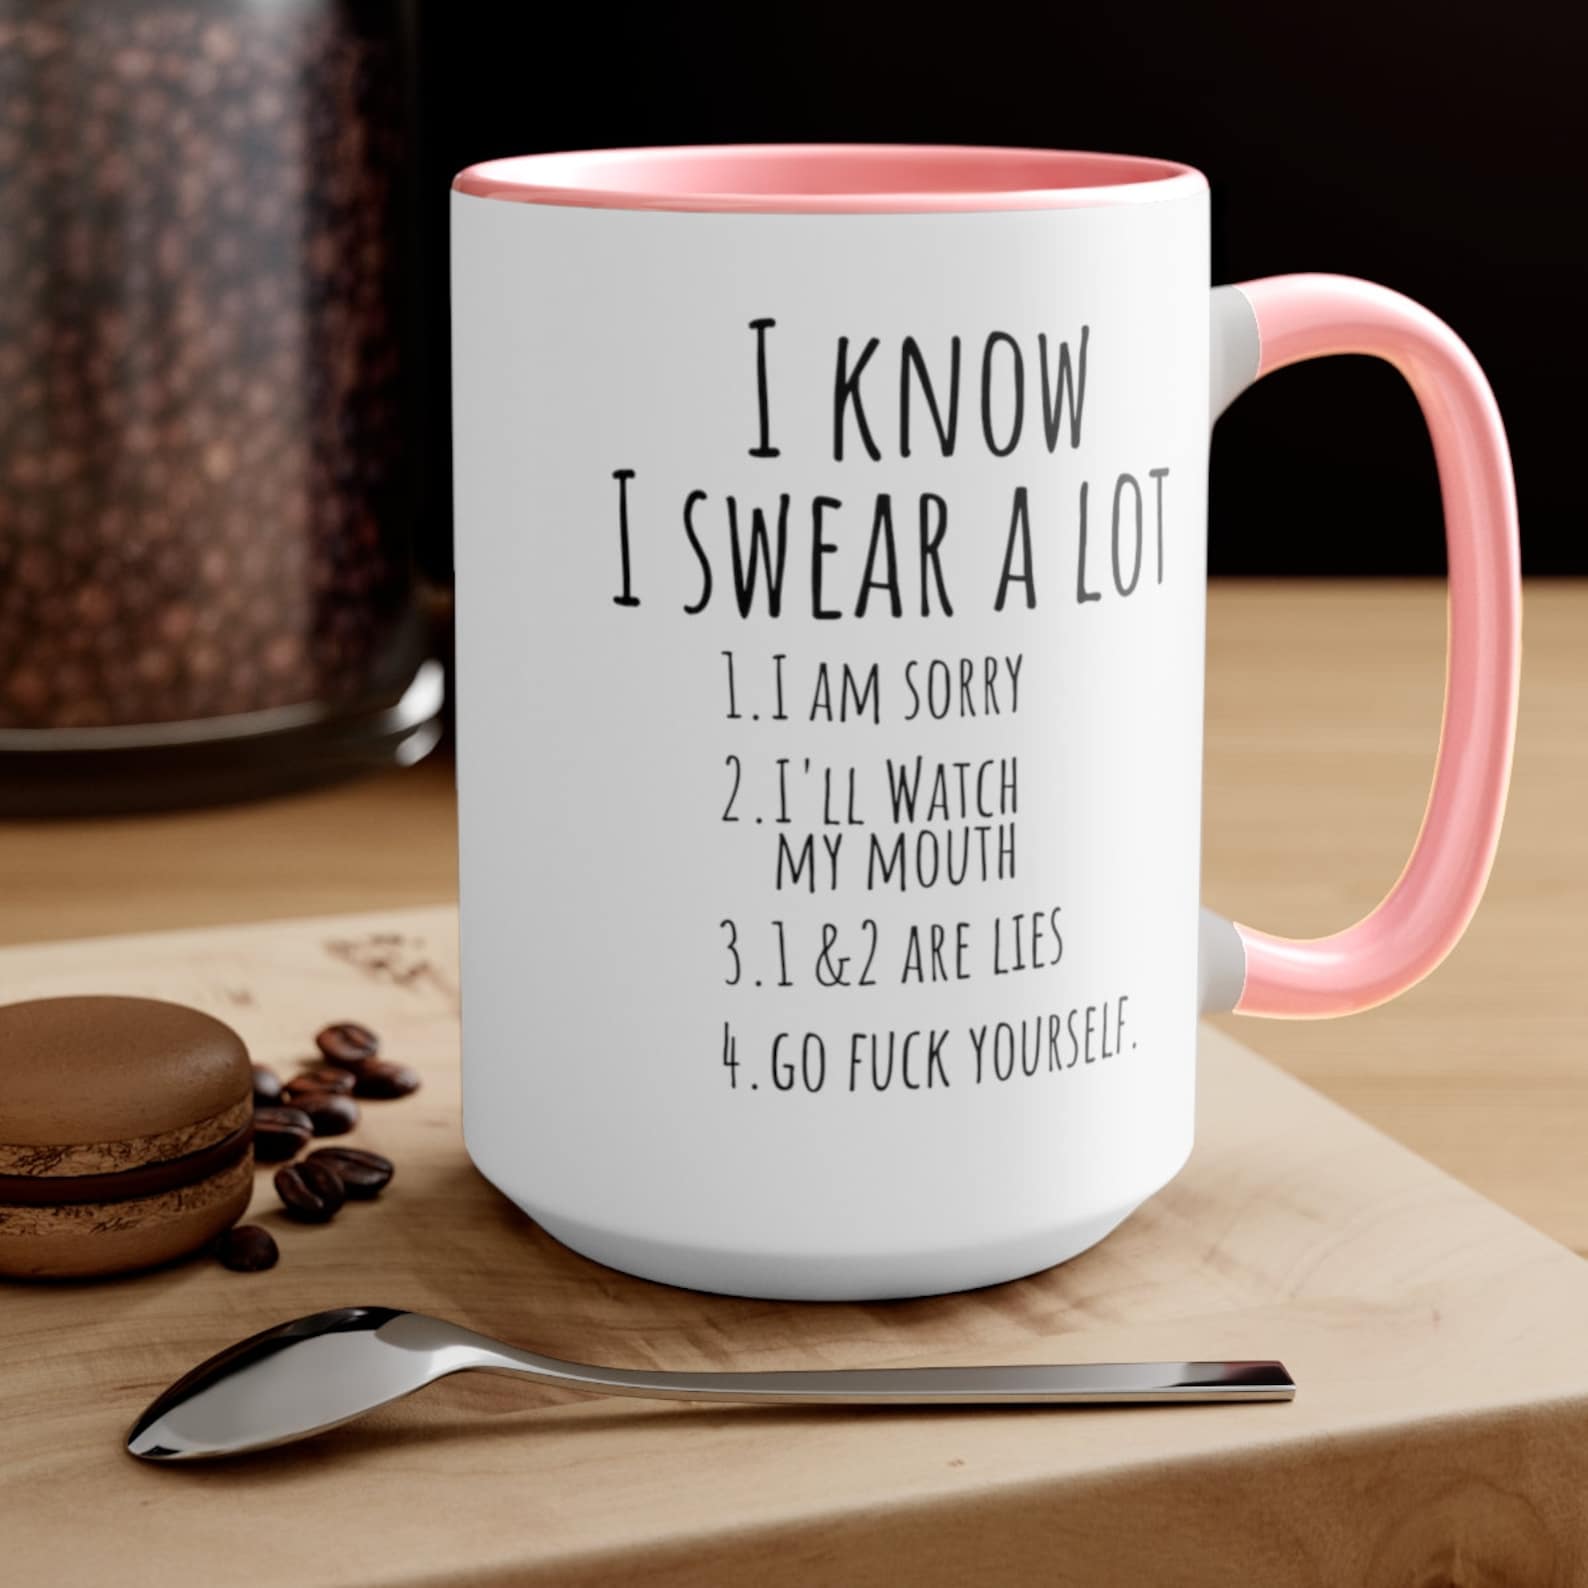 I KNOW
I SWEAR A LOT
1. I AM SORRY
2. I'LL WATCH
MY MOUTH
3. 1 & 2 ARE LIES
4. GO FUCK YOURSELF.